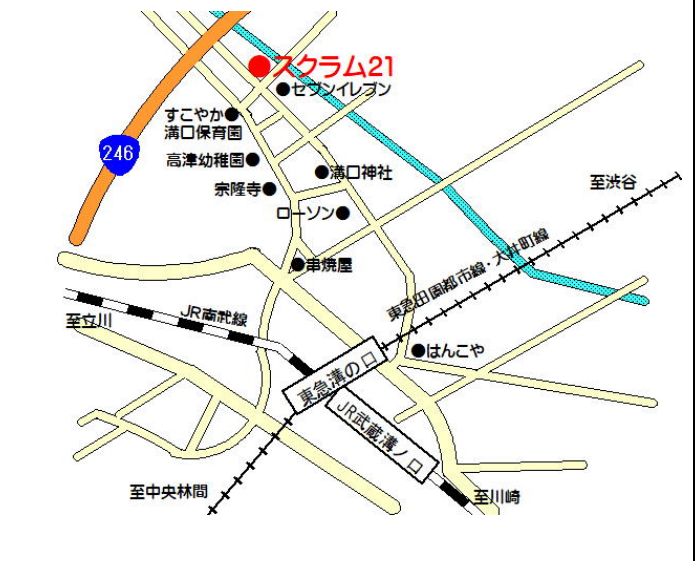 ●スクラム21
●セブンイレブン
すこやか●
溝口保育園
246
高津幼稚園●
●溝口神社
宗隆寺●
至渋谷
ローソン●
東急田園都市線・大井町線
●串焼屋
JR南武線
至立川
●はんこや
東急溝の口
JR武蔵溝ノ口
至中央林間
至川崎